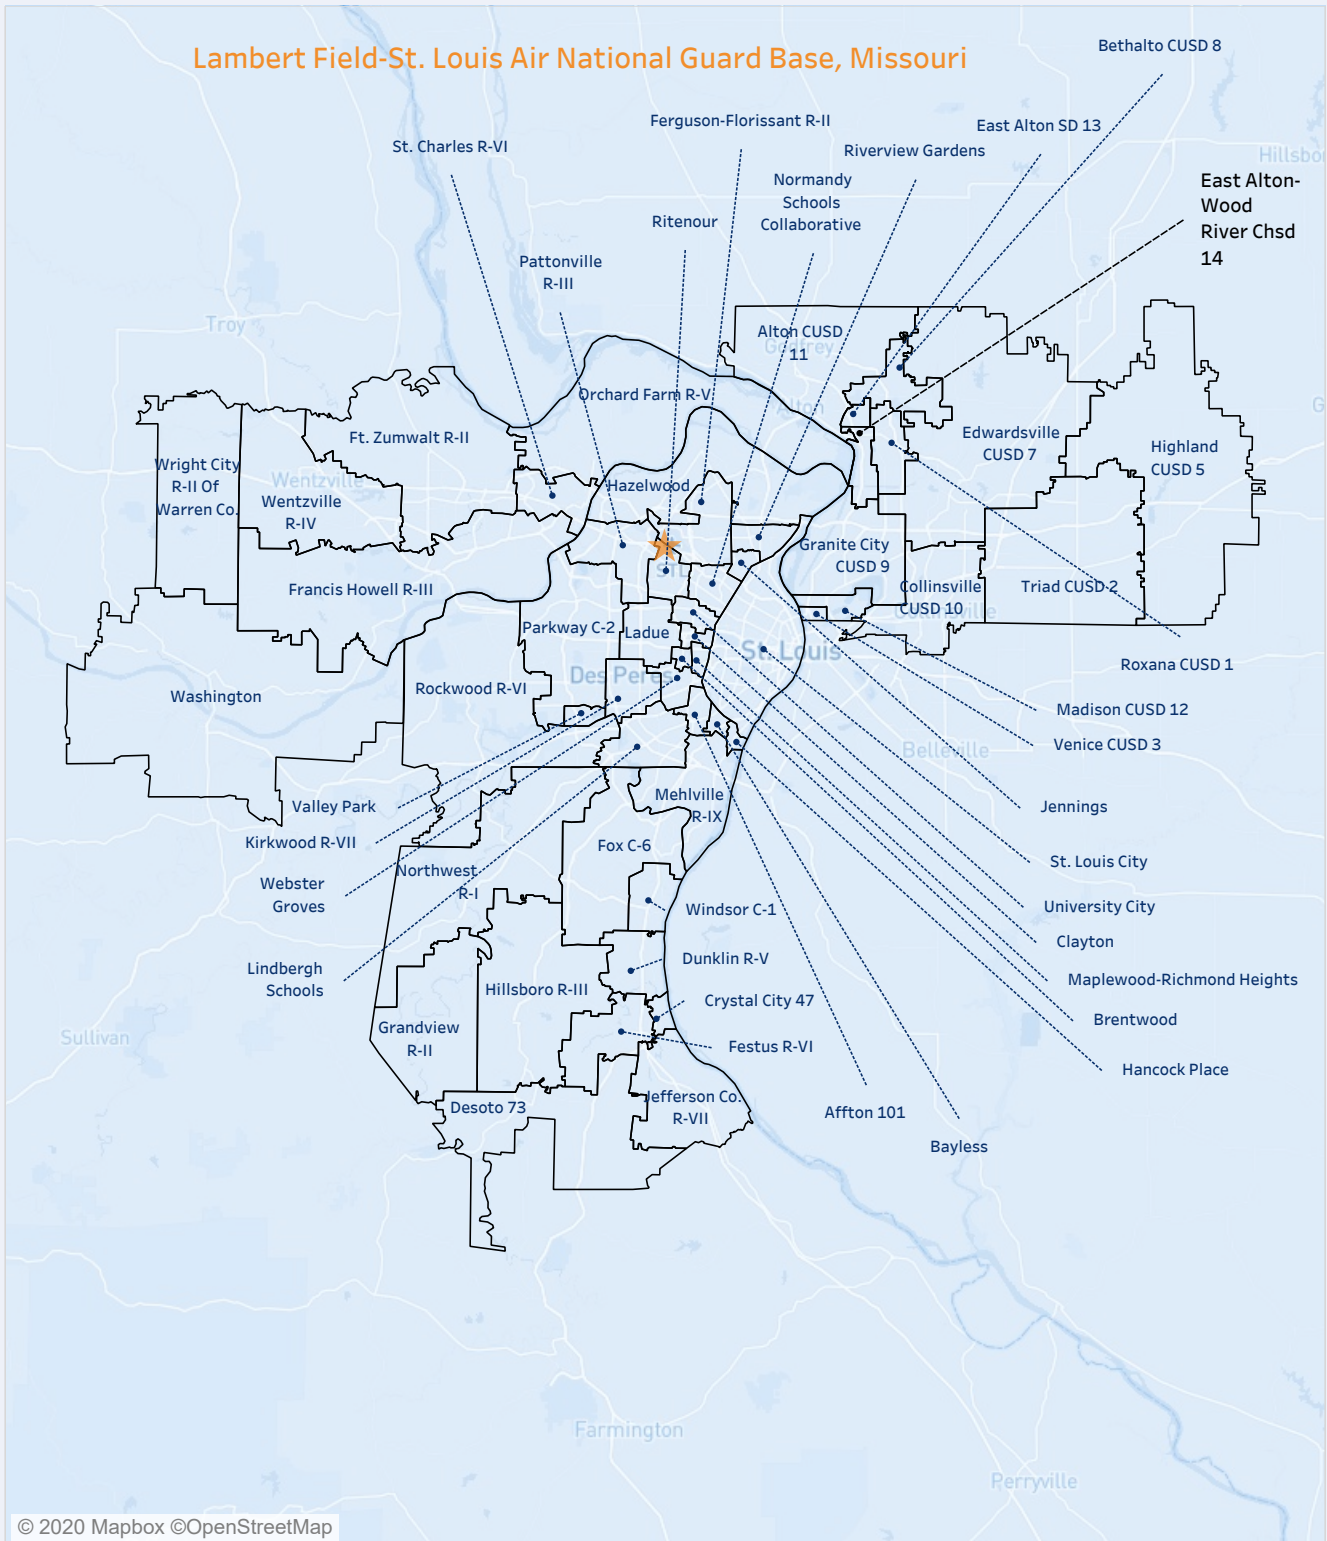 Lambert Field-St. Louis Air National Guard Base, Missouri
Bethalto CUSD 8
Ferguson-Florissant R-II
East Alton SD 13
St. Charles R-VI
Riverview Gardens
Hillsbo
Normandy
Schools
Collaborative
East Alton-
Wood
River Chsd
14
Ritenour
Pattonville
R-III
Troy
Alton CUSD
11
Godfrey
Orchard Farm R-V
Alton
G
Ft. Zumwalt R-II
Edwardsville
CUSD 7
Highland
CUSD 5
Wright City
R-II Of
Warren Co.
Wentzville
Wentzville
R-IV
Hazelwood
Granite City
CUSD 9
STL
Francis Howell R-III
Collinsville
CUSD 10
Collinsville
Triad CUSD 2
Parkway C-2
Ladue
St. Louis
Roxana CUSD 1
Des Peres
Rockwood R-VI
Washington
Madison CUSD 12
Venice CUSD 3
Belleville
Mehlville
R-IX
Valley Park
Jennings
Kirkwood R-VII
Fox C-6
St. Louis City
Northwest
R-I
Webster
Groves
Windsor C-1
University City
Clayton
Dunklin R-V
Lindbergh
Schools
Maplewood-Richmond Heights
Hillsboro R-III
Crystal City 47
Brentwood
Grandview
R-II
Sullivan
Festus R-VI
Hancock Place
Jefferson Co.
R-VII
Desoto 73
Affton 101
Bayless
Farmington
Perryville
© 2020 Mapbox ©OpenStreetMap